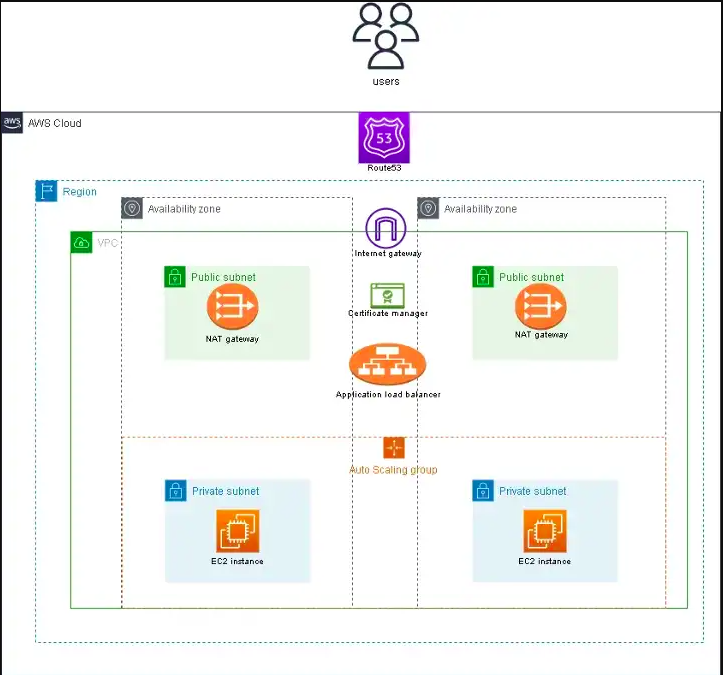 users
aws
AWS Cloud
53
Route53
Region
Availability zone
Availability zone
VPC
Internet gateway
Public subnet
Public subnet
NAT gateway
Certificate manager
NAT gateway
Application load balancer
Auto Scaling group
Private subnet
Private subnet
EC2 instance
EC2 instance